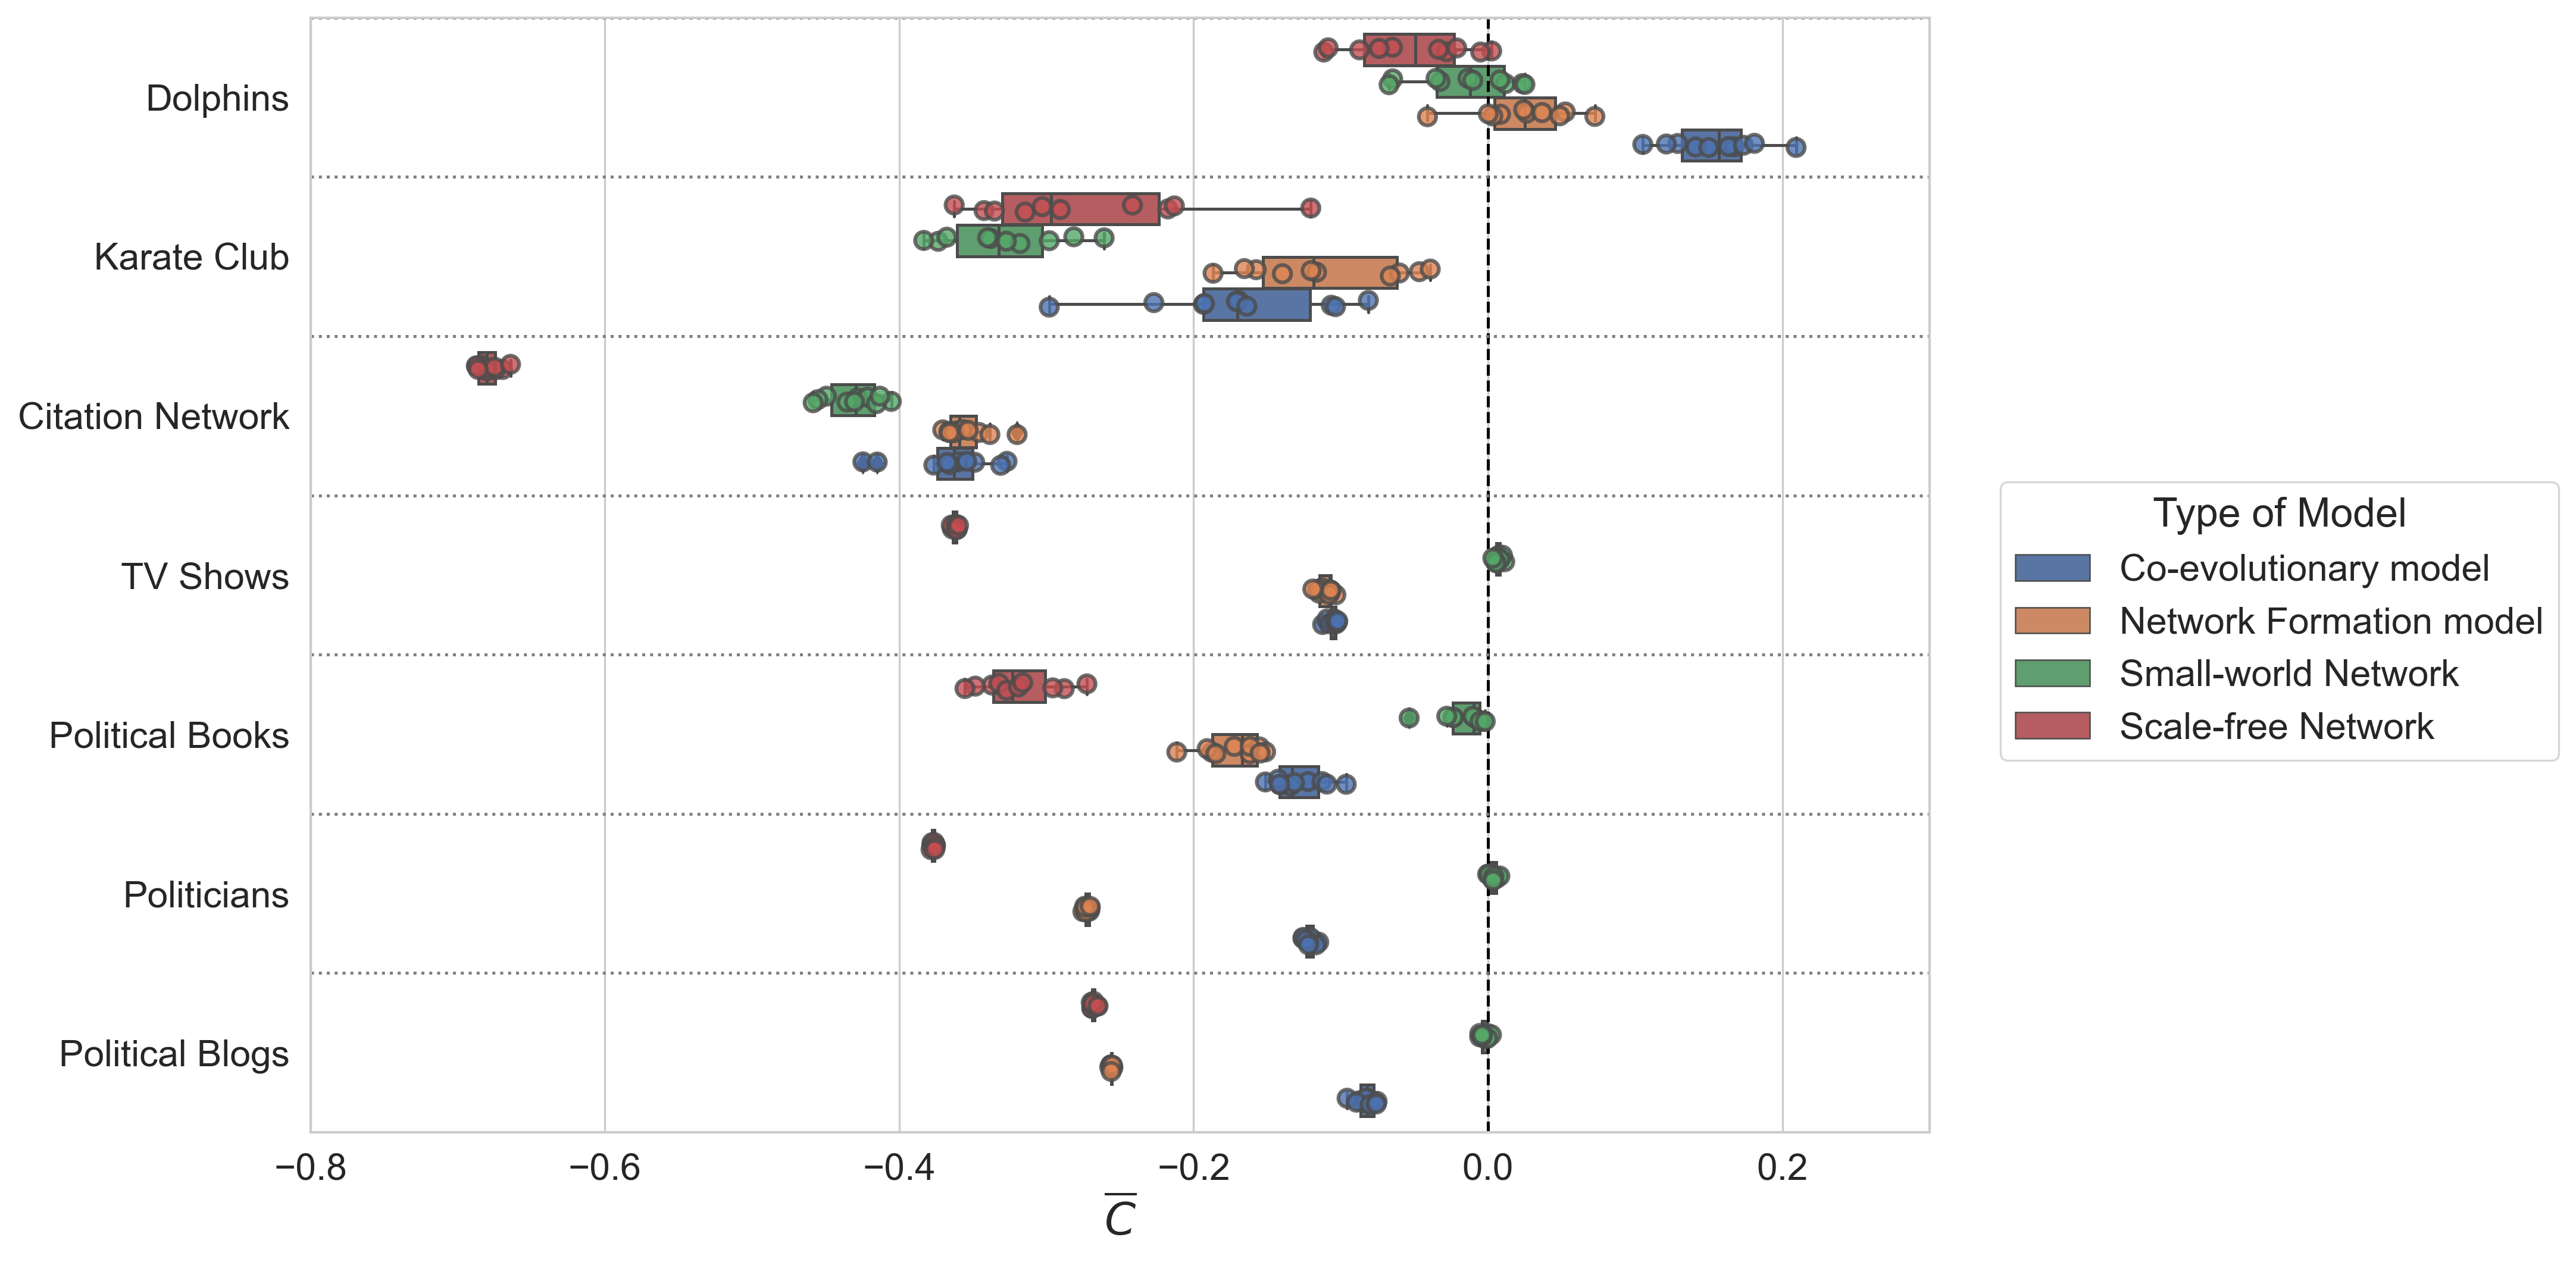 Dolphins
Karate Club
Citation Network
TV Shows
Political Books
Politicians
Political Blogs
−0.8 −0.6 −0.4 −0.2 0.0 0.2
C̅
Type of Model
Co-evolutionary model
Network Formation model
Small-world Network
Scale-free Network